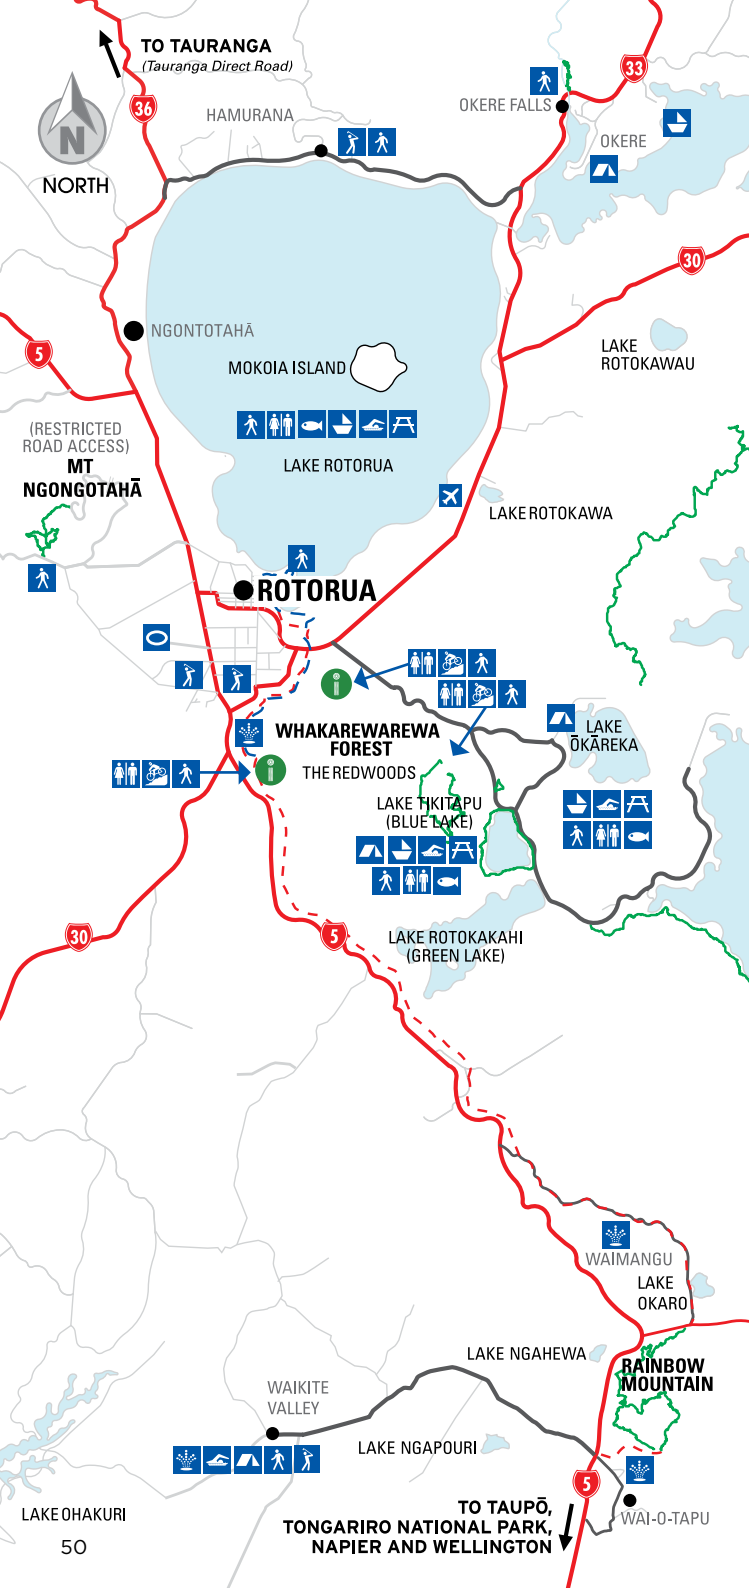 TO TAURANGA
(Tauranga Direct Road)
33
36
HAMURANA
OKERE FALLS
OKERE
N
NORTH
30
NGONTOTAHĀ
5
LAKE
ROTOKAWAU
MOKOIA ISLAND
(RESTRICTED
ROAD ACCESS)
MT
NGONGOTAHĀ
LAKE ROTORUA
LAKE ROTOKAWA
ROTORUA
i
WHAKAREWAREWA
FOREST
THE REDWOODS
i
LAKE
ŌKĀREKA
LAKE TIKITAPU
(BLUE LAKE)
30
5
LAKE ROTOKAKAHI
(GREEN LAKE)
WAIMANGU
LAKE
OKARO
LAKE NGAHEWA
RAINBOW
MOUNTAIN
WAIKITE
VALLEY
LAKE NGAPOURI
5
LAKE OHAKURI
TO TAUPŌ,
TONGARIRO NATIONAL PARK,
NAPIER AND WELLINGTON
WAI-O-TAPU
50